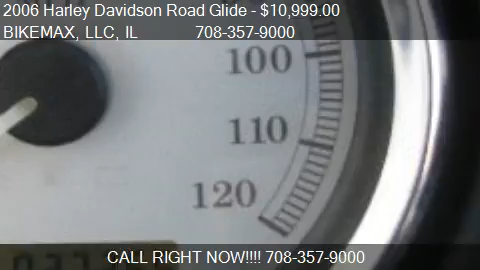 2006 Harley Davidson Road Glide - $10,999.00
BIKEMAX, LLC, IL 708-357-9000
100
110
120
CALL RIGHT NOW!!!! 708-357-9000